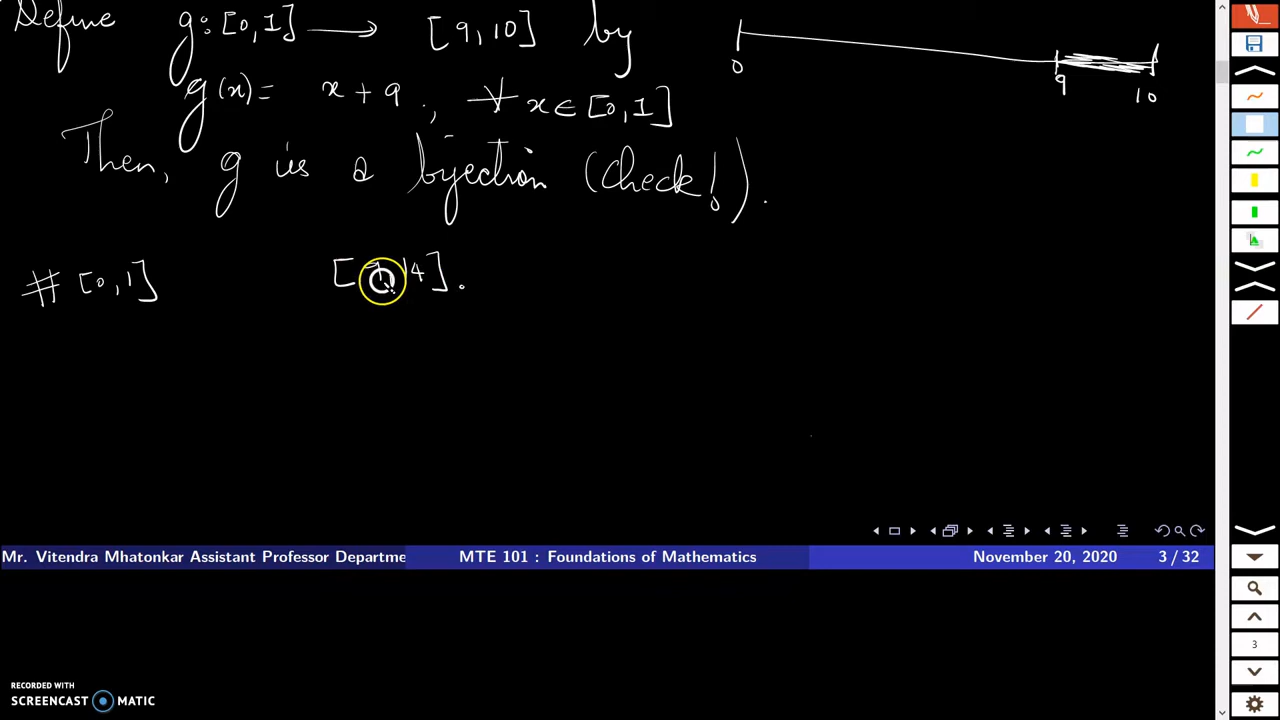 Define g: [0,1] ⟶ [9,10] by
g(x) = x + 9 , ∀ x ∈ [0,1]
Then, g is a bijection (Check!).
0 9 10
# [0,1] [ 14].
Mr. Vitendra Mhatonkar Assistant Professor Departme MTE 101 : Foundations of Mathematics November 20, 2020 3 / 32
3
RECORDED WITH
SCREENCAST MATIC